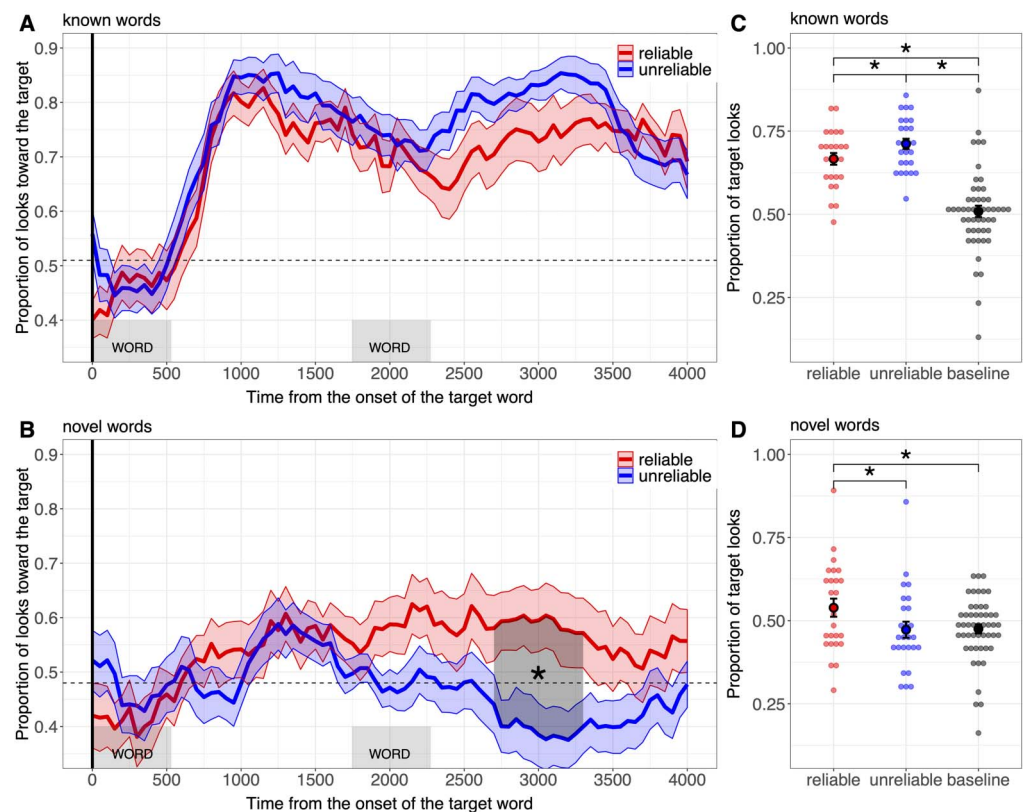 A known words
Proportion of looks toward the target
0.9
0.8
0.7
0.6
0.5
0.4
reliable
unreliable
WORD WORD
0 500 1000 1500 2000 2500 3000 3500 4000
Time from the onset of the target word
C known words
Proportion of target looks
1.00
0.75
0.50
0.25
* 
* *
reliable unreliable baseline
B novel words
Proportion of looks toward the target
0.9
0.8
0.7
0.6
0.5
0.4
reliable
unreliable
*
WORD WORD
0 500 1000 1500 2000 2500 3000 3500 4000
Time from the onset of the target word
D novel words
Proportion of target looks
1.00
0.75
0.50
0.25
*
*
reliable unreliable baseline